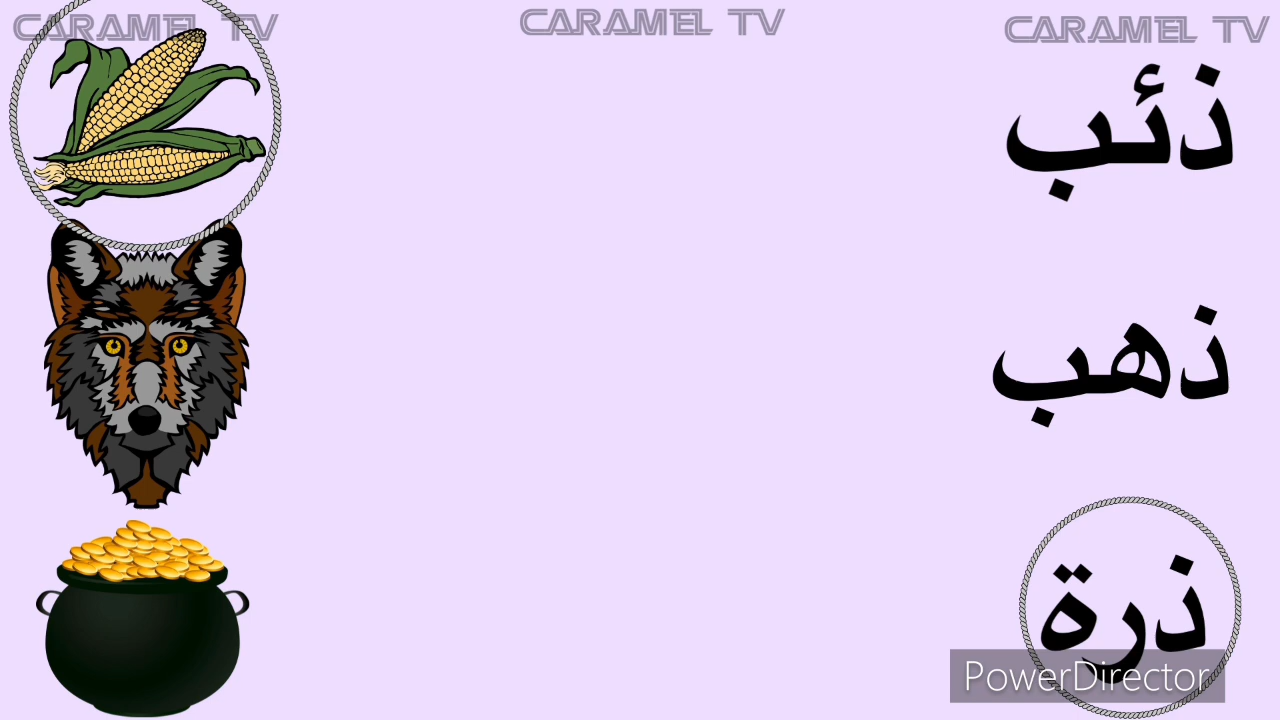 CARAMEL TV
CARAMEL TV
CARAMEL TV
ذئب
ذهب
ذرة
PowerDirector